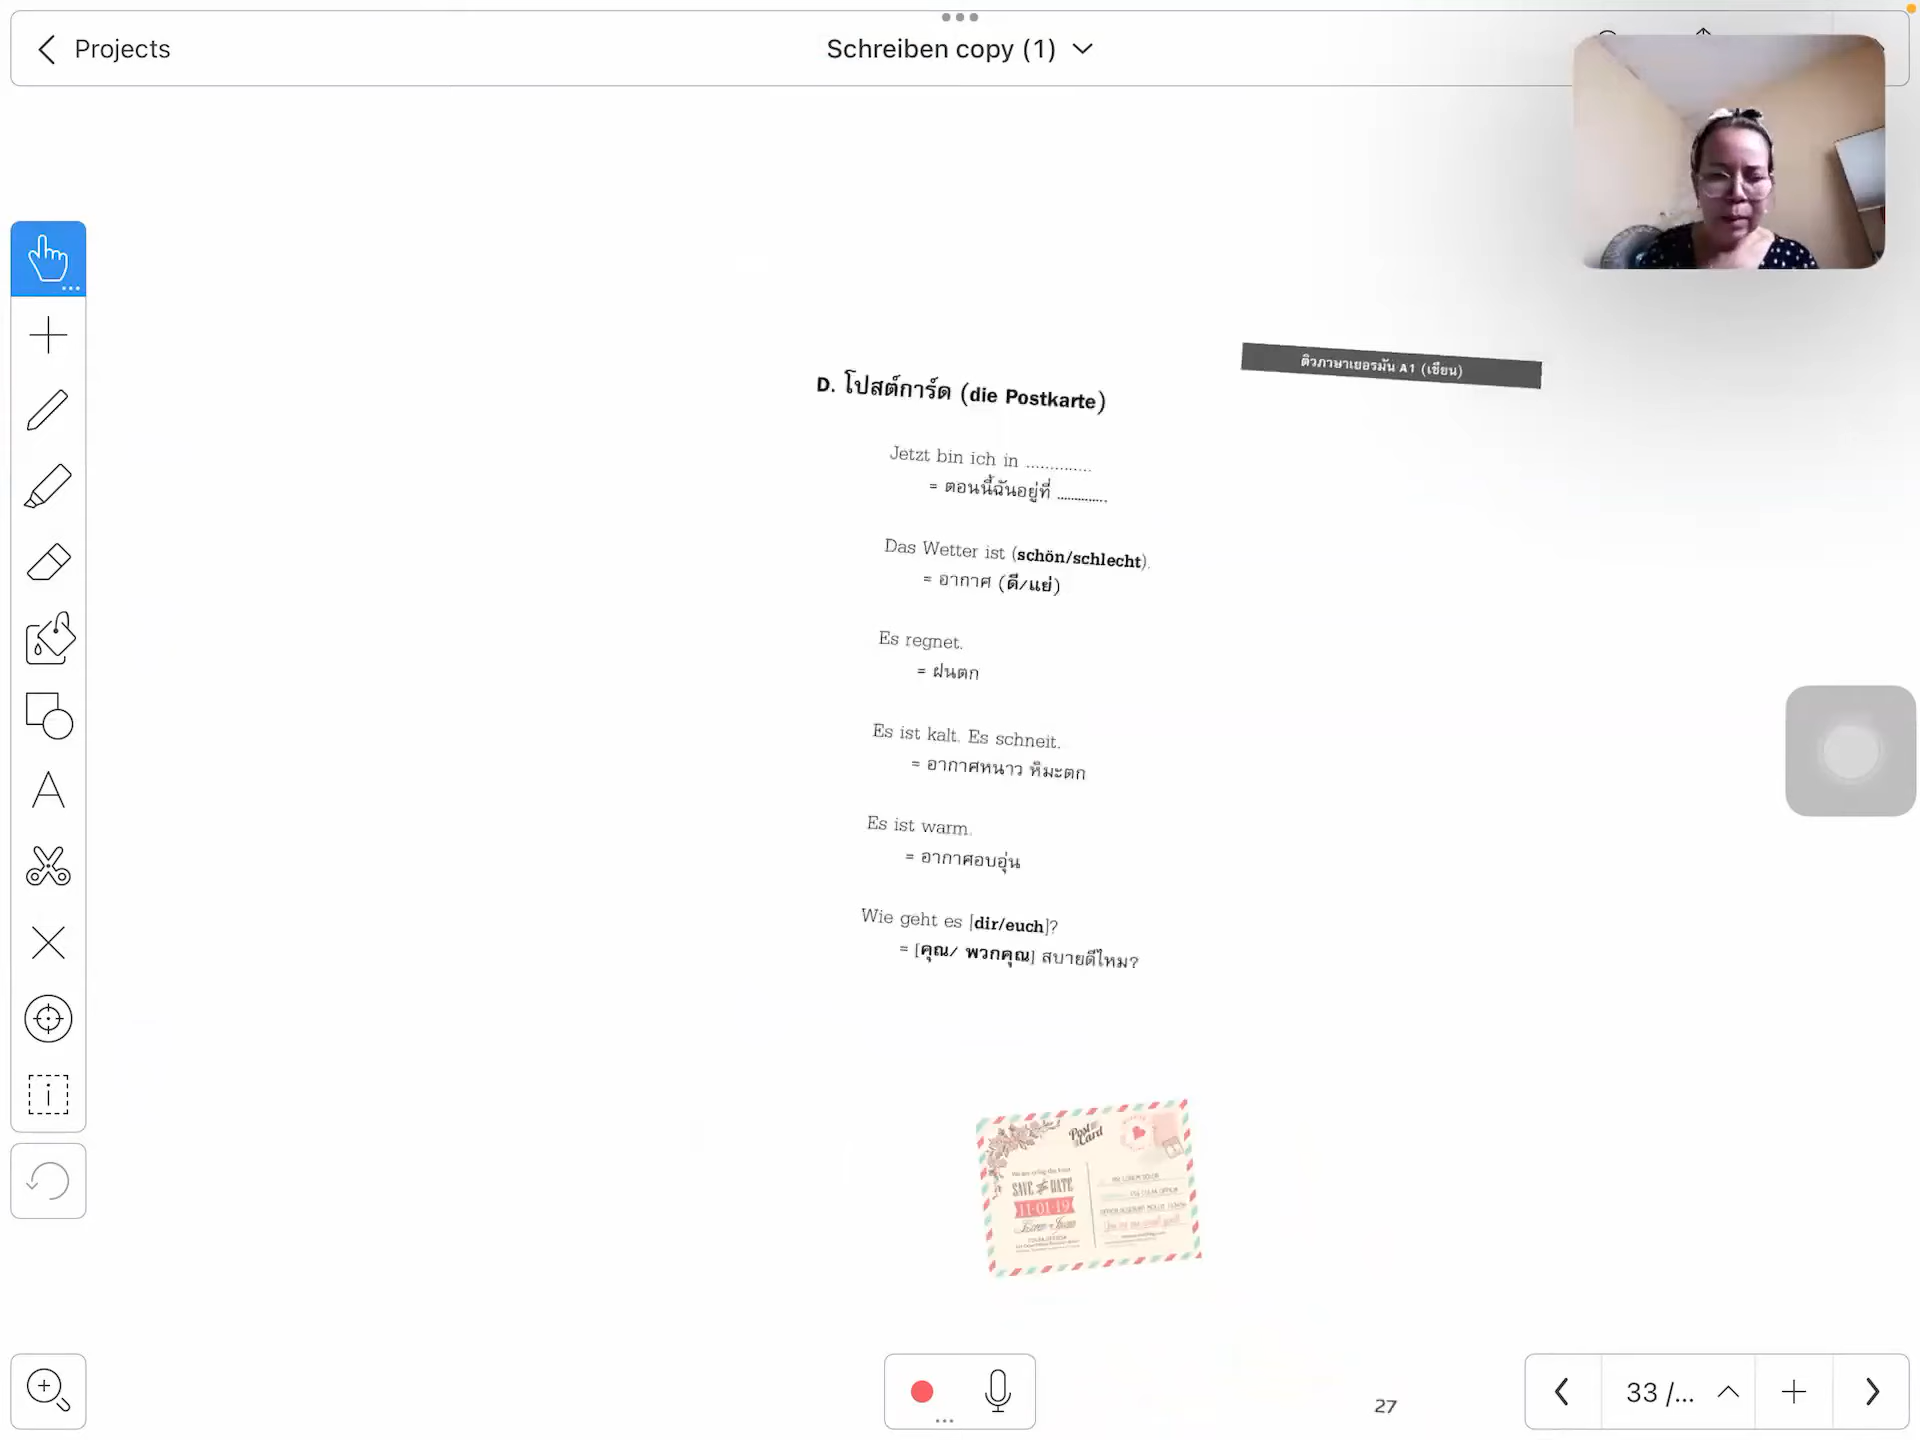 Projects
Schreiben copy (1)
ติวภาษาเยอรมัน A1 (เขียน)
D. โปสต์การ์ด (die Postkarte)
Jetzt bin ich in ..............
= ตอนนี้ฉันอยู่ที่ ..............
Das Wetter ist (schön/schlecht).
= อากาศ (ดี/แย่)
Es regnet.
= ฝนตก
Es ist kalt. Es schneit.
= อากาศหนาว หิมะตก
Es ist warm.
= อากาศอบอุ่น
Wie geht es [dir/euch]?
= [คุณ/ พวกคุณ] สบายดีไหม?
Post Card
SAVE the DATE
11-01-19
27
33 /...